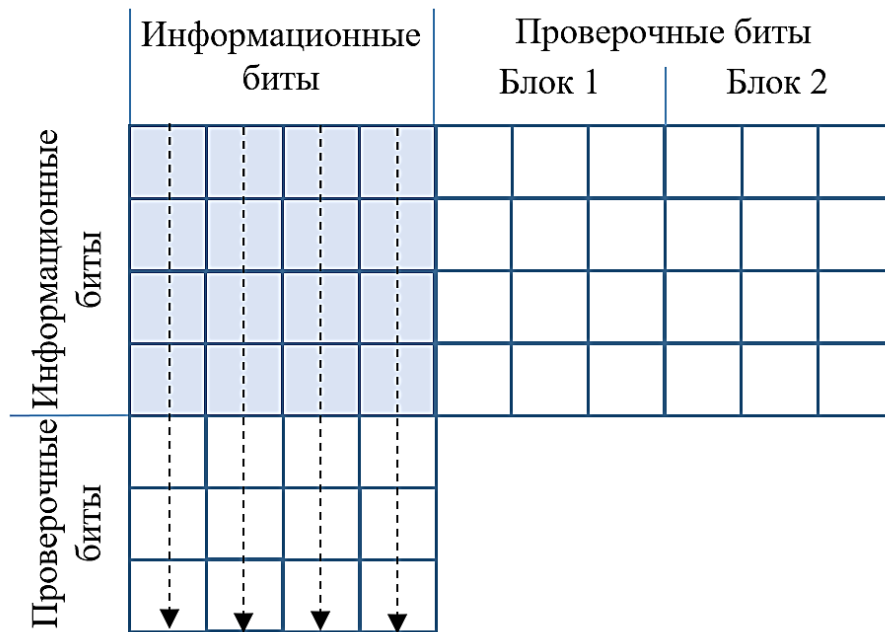 Информационные
биты
Проверочные биты
Блок 1
Блок 2
Информационные
биты
Проверочные
биты